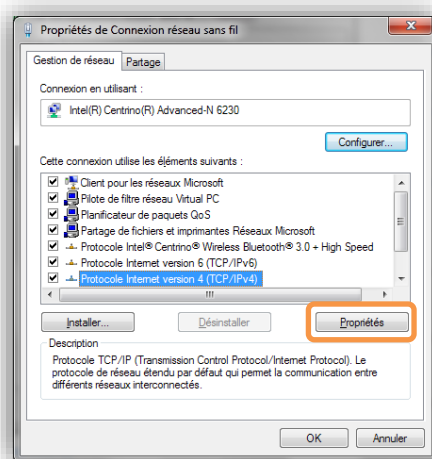 Propriétés de Connexion réseau sans fil
Gestion de réseau Partage
Connexion en utilisant :
Intel(R) Centrino(R) Advanced-N 6230
Configurer...
Cette connexion utilise les éléments suivants :
Client pour les réseaux Microsoft
Pilote de filtre réseau Virtual PC
Planificateur de paquets QoS
Partage de fichiers et imprimantes Réseaux Microsoft
Protocole Intel® Centrino® Wireless Bluetooth® 3.0 + High Speed
Protocole Internet version 6 (TCP/IPv6)
Protocole Internet version 4 (TCP/IPv4)
Installer... Désinstaller Propriétés
Description
Protocole TCP/IP (Transmission Control Protocol/Internet Protocol). Le
protocole de réseau étendu par défaut qui permet la communication entre
différents réseaux interconnectés.
OK Annuler